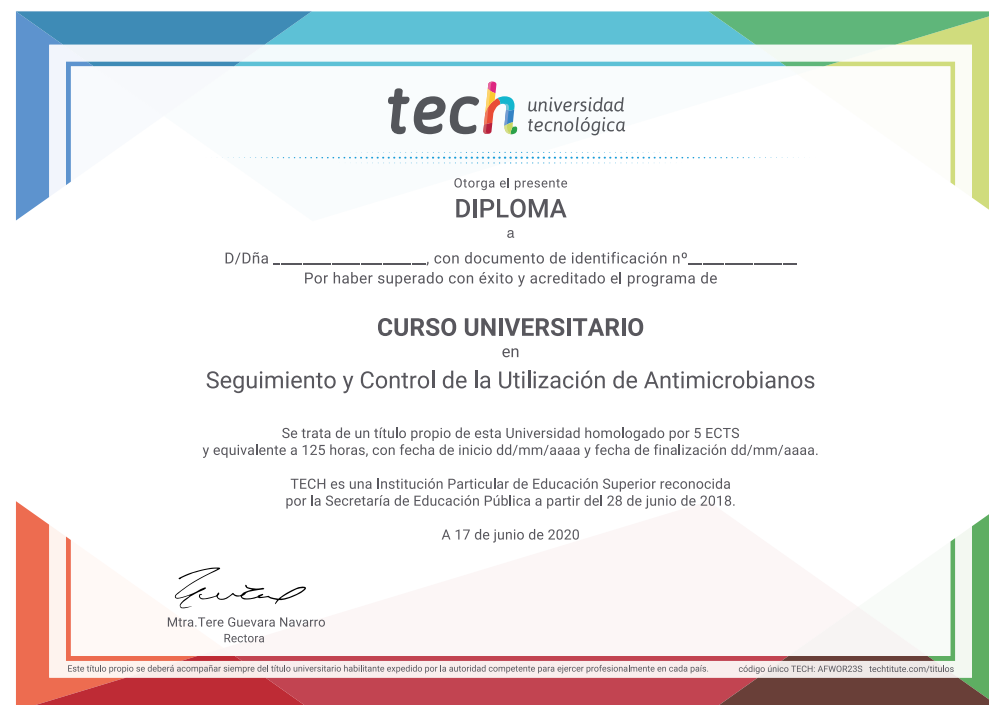 tech universidad
tecnológica
Otorga el presente
DIPLOMA
a
D/Dña ____________________, con documento de identificación nº______________
Por haber superado con éxito y acreditado el programa de
CURSO UNIVERSITARIO
en
Seguimiento y Control de la Utilización de Antimicrobianos
Se trata de un título propio de esta Universidad homologado por 5 ECTS
y equivalente a 125 horas, con fecha de inicio dd/mm/aaaa y fecha de finalización dd/mm/aaaa.
TECH es una Institución Particular de Educación Superior reconocida
por la Secretaría de Educación Pública a partir del 28 de junio de 2018.
A 17 de junio de 2020
Mtra.Tere Guevara Navarro
Rectora
Este título propio se deberá acompañar siempre del título universitario habilitante expedido por la autoridad competente para ejercer profesionalmente en cada país. código único TECH: AFWOR23S techtitute.com/titulos